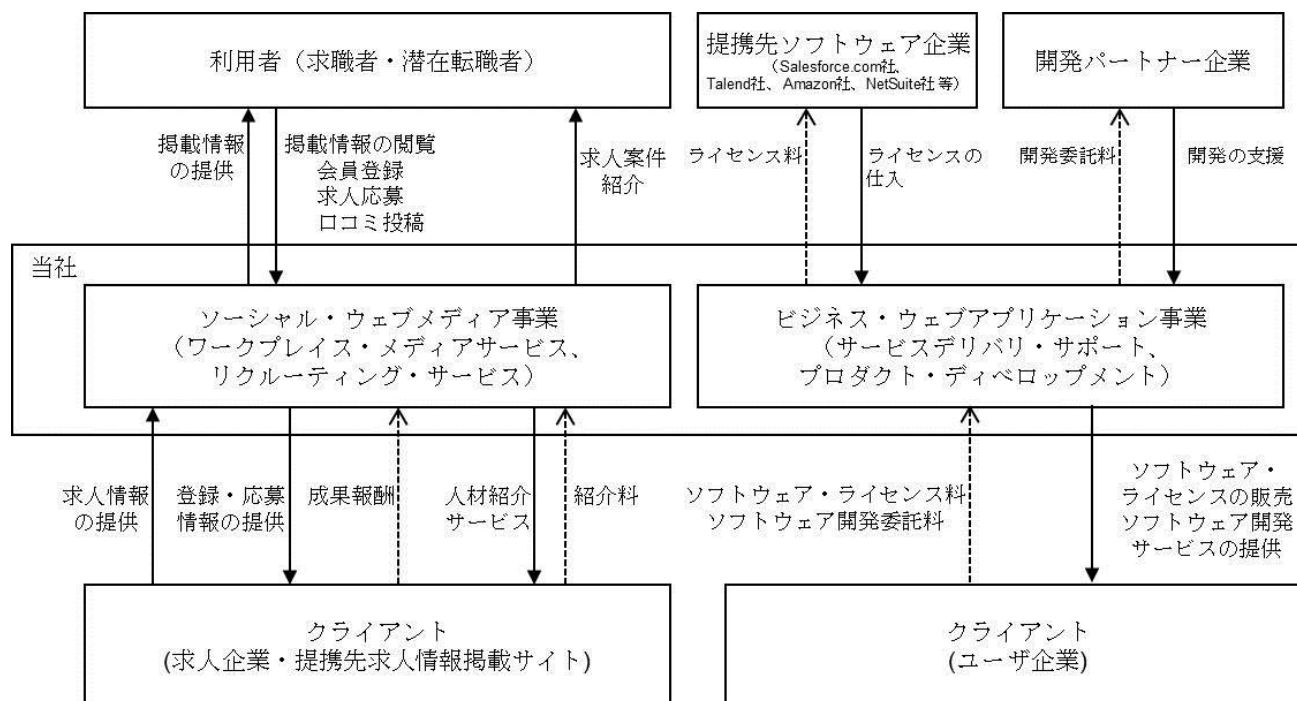 利用者（求職者・潜在転職者）
提携先ソフトウェア企業
（Salesforce.com社、
Talend社、Amazon社、NetSuite社等）
開発パートナー企業
掲載情報
の提供
掲載情報の閲覧
会員登録
求人応募
口コミ投稿
求人案件
紹介
ライセンス料
ライセンスの
仕入
開発委託料
開発の支援
当社
ソーシャル・ウェブメディア事業
（ワークプレイス・メディアサービス、
リクルーティング・サービス）
ビジネス・ウェブアプリケーション事業
（サービスデリバリ・サポート、
プロダクト・ディベロップメント）
求人情報
の提供
登録・応募
情報の提供
成果報酬
人材紹介
サービス
紹介料
ソフトウェア・ライセンス料
ソフトウェア開発委託料
ソフトウェア・
ライセンスの販売
ソフトウェア開発
サービスの提供
クライアント
(求人企業・提携先求人情報掲載サイト)
クライアント
(ユーザ企業)